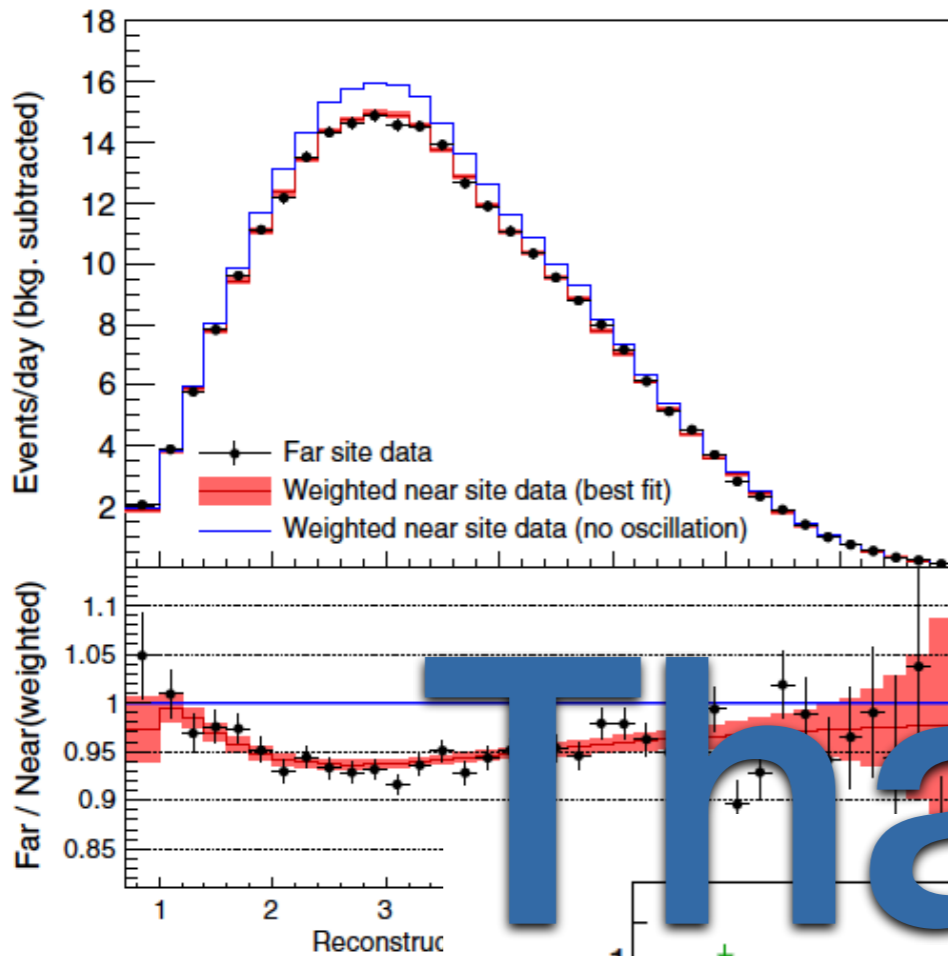 Events/day (bkg. subtracted)
18
16
14
12
10
8
6
4
2
Far site data
Weighted near site data (best fit)
Weighted near site data (no oscillation)
Far / Near(weighted)
1.1
1.05
1
0.95
0.9
0.85
1
2
3
Reconstruc
Tha
1